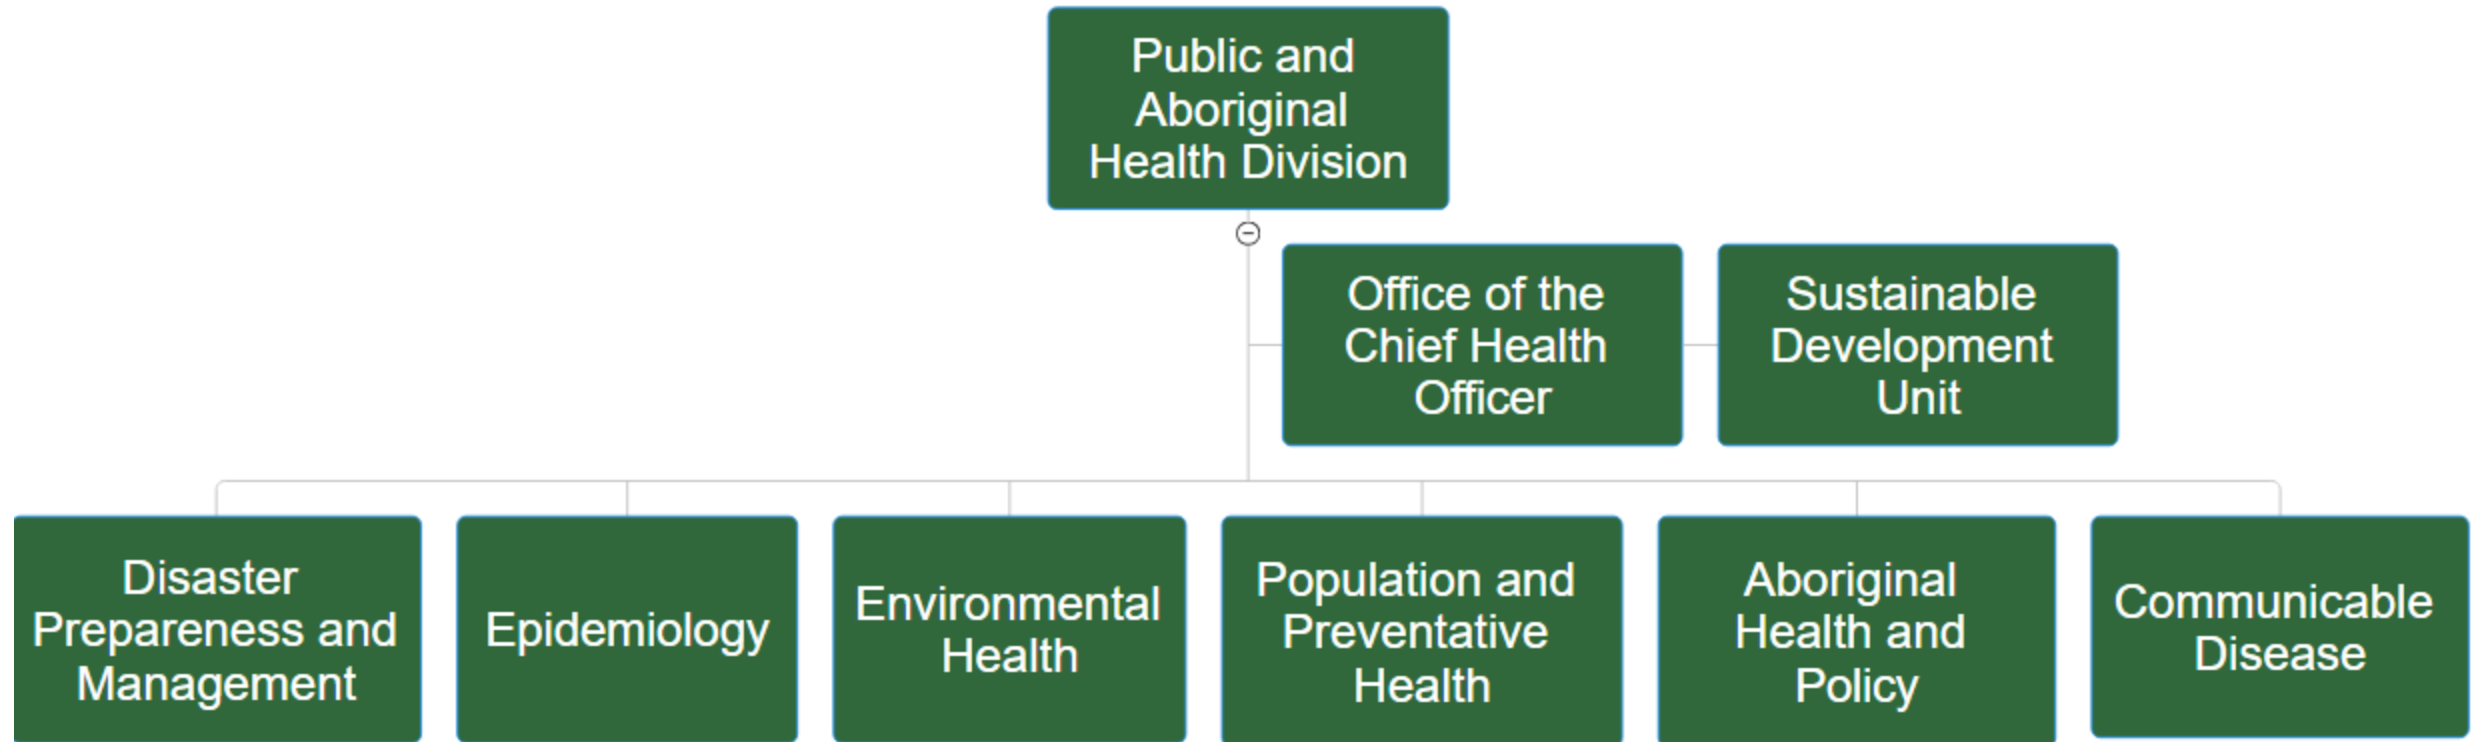 Public and
Aboriginal
Health Division
Office of the
Chief Health
Officer
Sustainable
Development
Unit
Disaster
Prepareness and
Management
Epidemiology
Environmental
Health
Population and
Preventative
Health
Aboriginal
Health and
Policy
Communicable
Disease